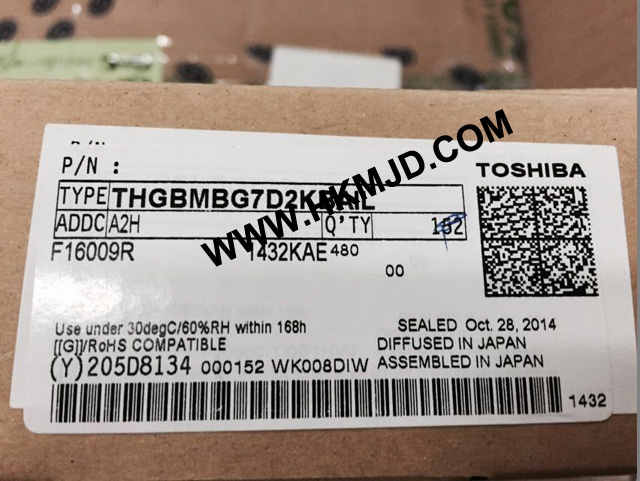 P/N :
TOSHIBA
TYPE
ADDC A2H Q'TY 152
F16009R 1432KAE 480
00
WWW.HKMJD.COM
Use under 30degC/60%RH within 168h
SEALED Oct. 28, 2014
[[G]]/RoHS COMPATIBLE
DIFFUSED IN JAPAN
(Y) 205D8134 000152 WK008DIW
ASSEMBLED IN JAPAN
1432